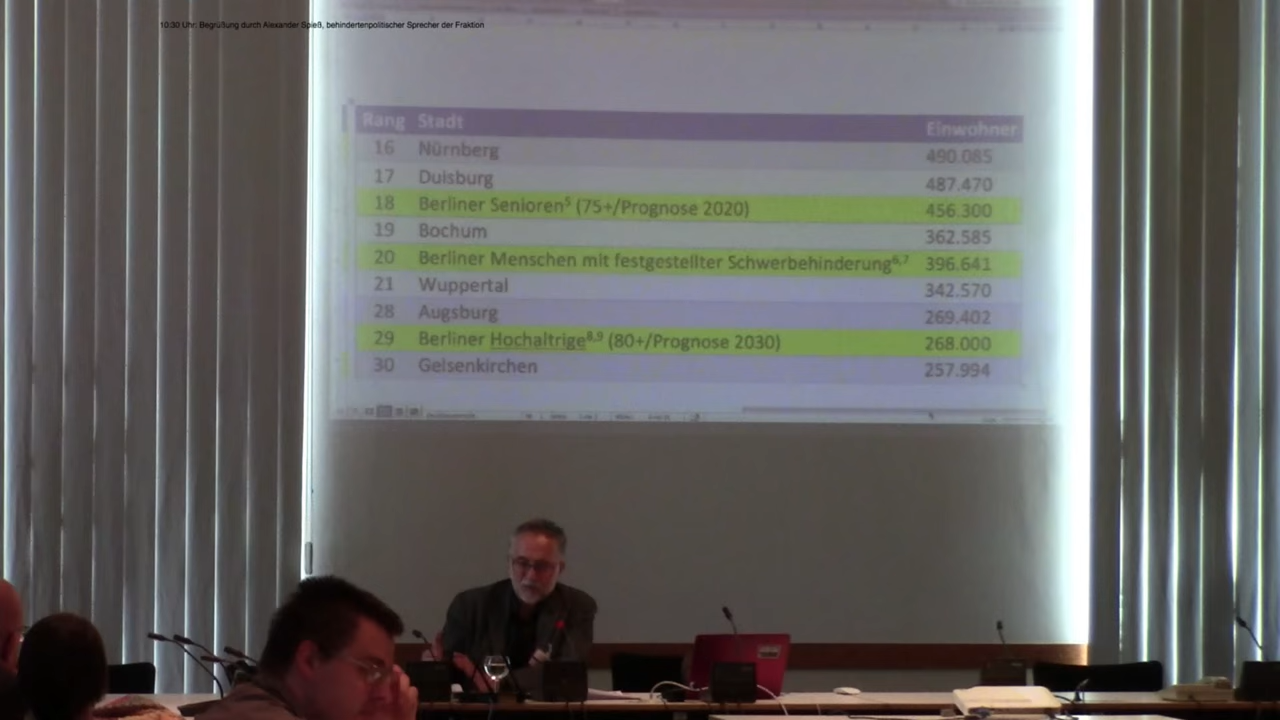 10:30 Uhr: Begrüßung durch Alexander Spieß, behindertenpolitischer Sprecher der Fraktion
Rang Stadt Einwohner
16 Nürnberg 490.085
17 Duisburg 487.470
18 Berliner Senioren⁵ (75+/Prognose 2020) 456.300
19 Bochum 362.585
20 Berliner Menschen mit festgestellter Schwerbehinderung⁶,⁷ 396.641
21 Wuppertal 342.570
28 Augsburg 269.402
29 Berliner Hochaltrige⁸,⁹ (80+/Prognose 2030) 268.000
30 Gelsenkirchen 257.994